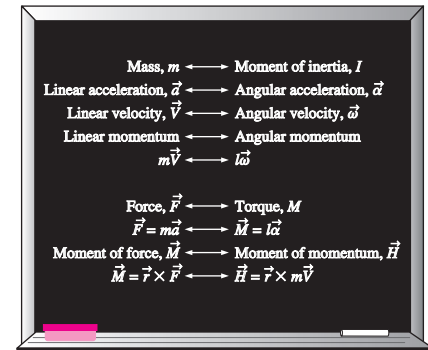 Mass, m ⟷ Moment of inertia, I
Linear acceleration, a⃗ ⟷ Angular acceleration, α⃗
Linear velocity, V⃗ ⟷ Angular velocity, ω⃗
Linear momentum ⟷ Angular momentum
mV⃗ ⟷ Iω⃗
Force, F⃗ ⟷ Torque, M
F⃗ = ma⃗ ⟷ M⃗ = Iα⃗
Moment of force, M⃗ ⟷ Moment of momentum, H⃗
M⃗ = r⃗ × F⃗ ⟷ H⃗ = r⃗ × mV⃗